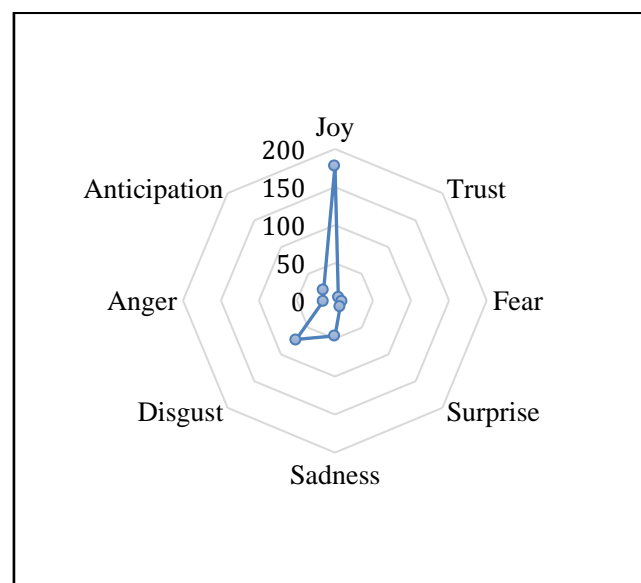 Joy
200
Anticipation 150 Trust
100
50
Anger 0 Fear
Disgust Surprise
Sadness